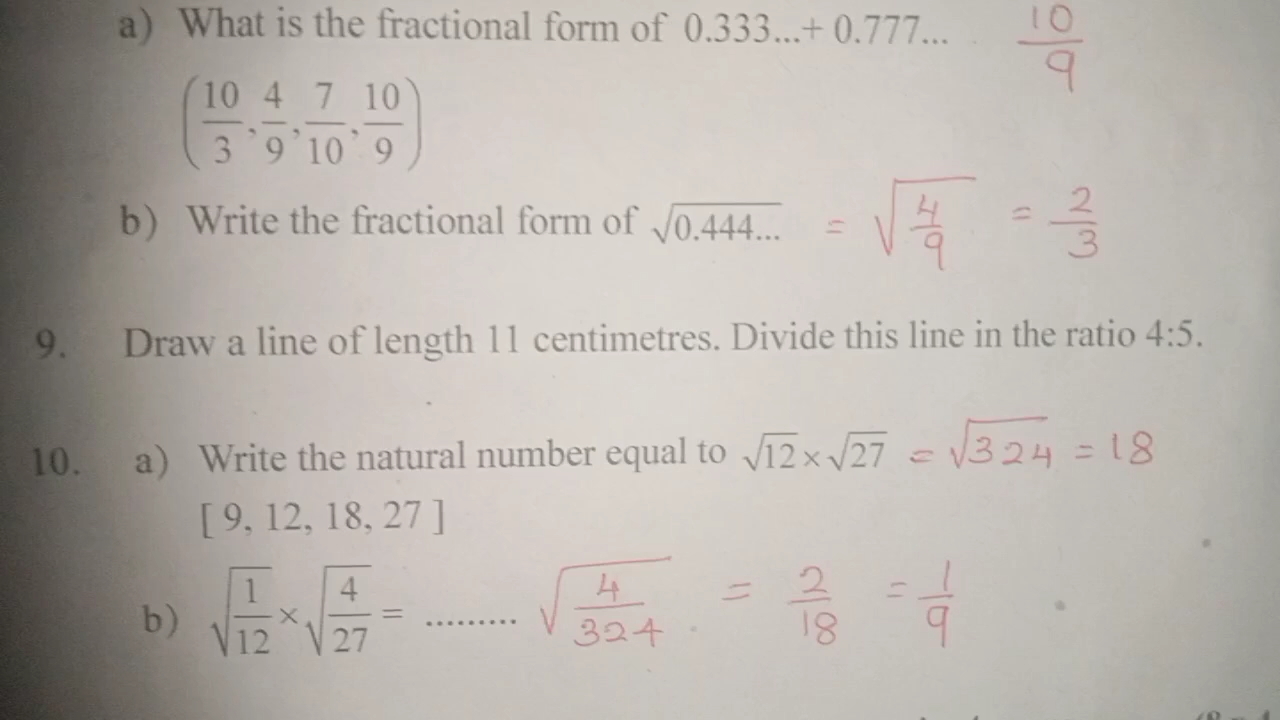 a) What is the fractional form of 0.333...+ 0.777... 10/9
(10/3, 4/9, 7/10, 10/9)
b) Write the fractional form of √0.444... = √(4/9) = 2/3
9. Draw a line of length 11 centimetres. Divide this line in the ratio 4:5.
10. a) Write the natural number equal to √12 × √27 = √324 = 18
[ 9, 12, 18, 27 ]
b) √(1/12) × √(4/27) = ......... √(4/324) = 2/18 = 1/9